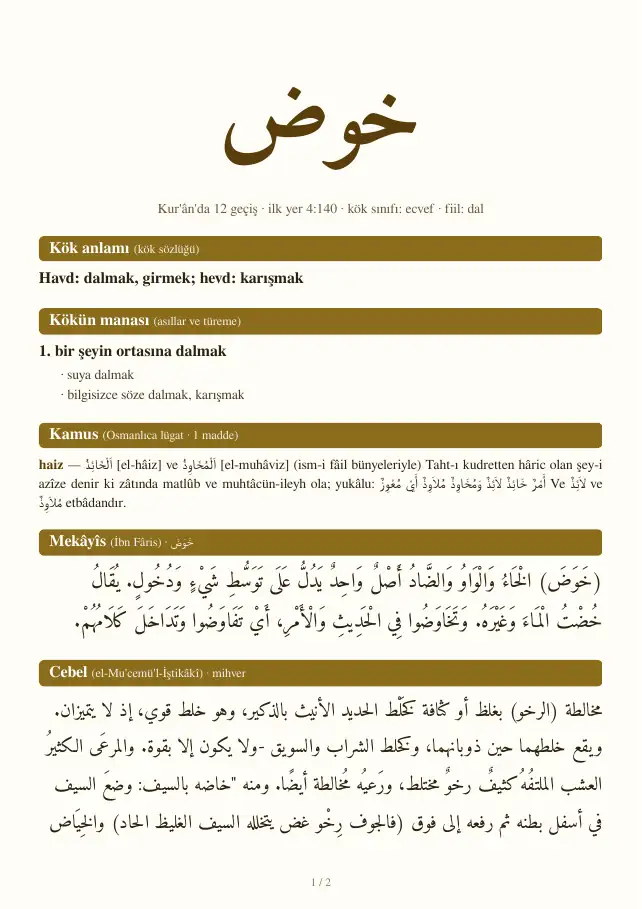 خوض
Kur'ân'da 12 geçiş · ilk yer 4:140 · kök sınıfı: ecvef · fiil: dal
Kök anlamı (kök sözlüğü)
Havd: dalmak, girmek; hevd: karışmak
Kökün manası (asıllar ve türeme)
1. bir şeyin ortasına dalmak
· suya dalmak
· bilgisizce söze dalmak, karışmak
Kamus (Osmanlıca lügat · 1 madde)
haiz — اَلْخَائِذُ [el-hâiz] ve اَلْمُخَاوِذُ [el-muhâviz] (ism-i fâil bünyeleriyle) Taht-ı kudretten hâric olan şey-i
azîze denir ki zâtında matlûb ve muhtâcün-ileyh ola; yukâlu: أَمْرٌ خَائِذٌ لاَئِذٌ وَمُخَاوِذٌ مُلاَوِذٌ أَيْ مُعْوِزٌ Ve لاَئِذٌ ve
مُلاَوِذٌ etbâdandır.
Mekâyîs (İbn Fâris) · خَوَضَ
(خَوَضَ) الْخَاءُ وَالْوَاوُ وَالضَّادُ أَصْلٌ وَاحِدٌ يَدُلُّ عَلَى تَوَسُّطِ شَيْءٍ وَدُخُولٍ. يُقَالُ
خُضْتُ الْمَاءَ وَغَيْرَهُ. وَتَخَاوَضُوا فِي الْحَدِيثِ وَالْأَمْرِ، أَيْ تَفَاوَضُوا وَتَدَاخَلَ كَلَامُهُمْ.
Cebel (el-Mu'cemü'l-İştikâkî) · mihver
مخالطة (الرخو) بغلظ أو كثافة كخَلْط الحديد الأنيث بالذكير، وهو خلط قوي، إذ لا يتميزان.
ويقع خلطهما حين ذوبانهما، وكخلط الشراب والسويق -ولا يكون إلا بقوة. والمرعَى الكثيرُ
العشب الملتفُهُ كثيفٌ رخوٌ مختلط، ورَعيُه مُخالطة أيضًا. ومنه "خاضه بالسيف: وضعَ السيف
في أسفل بطنه ثم رفعه إلى فوق (فالجوف رِخْو غض يتخلله السيف الغليظ الحاد) والخِيَاض
1 / 2